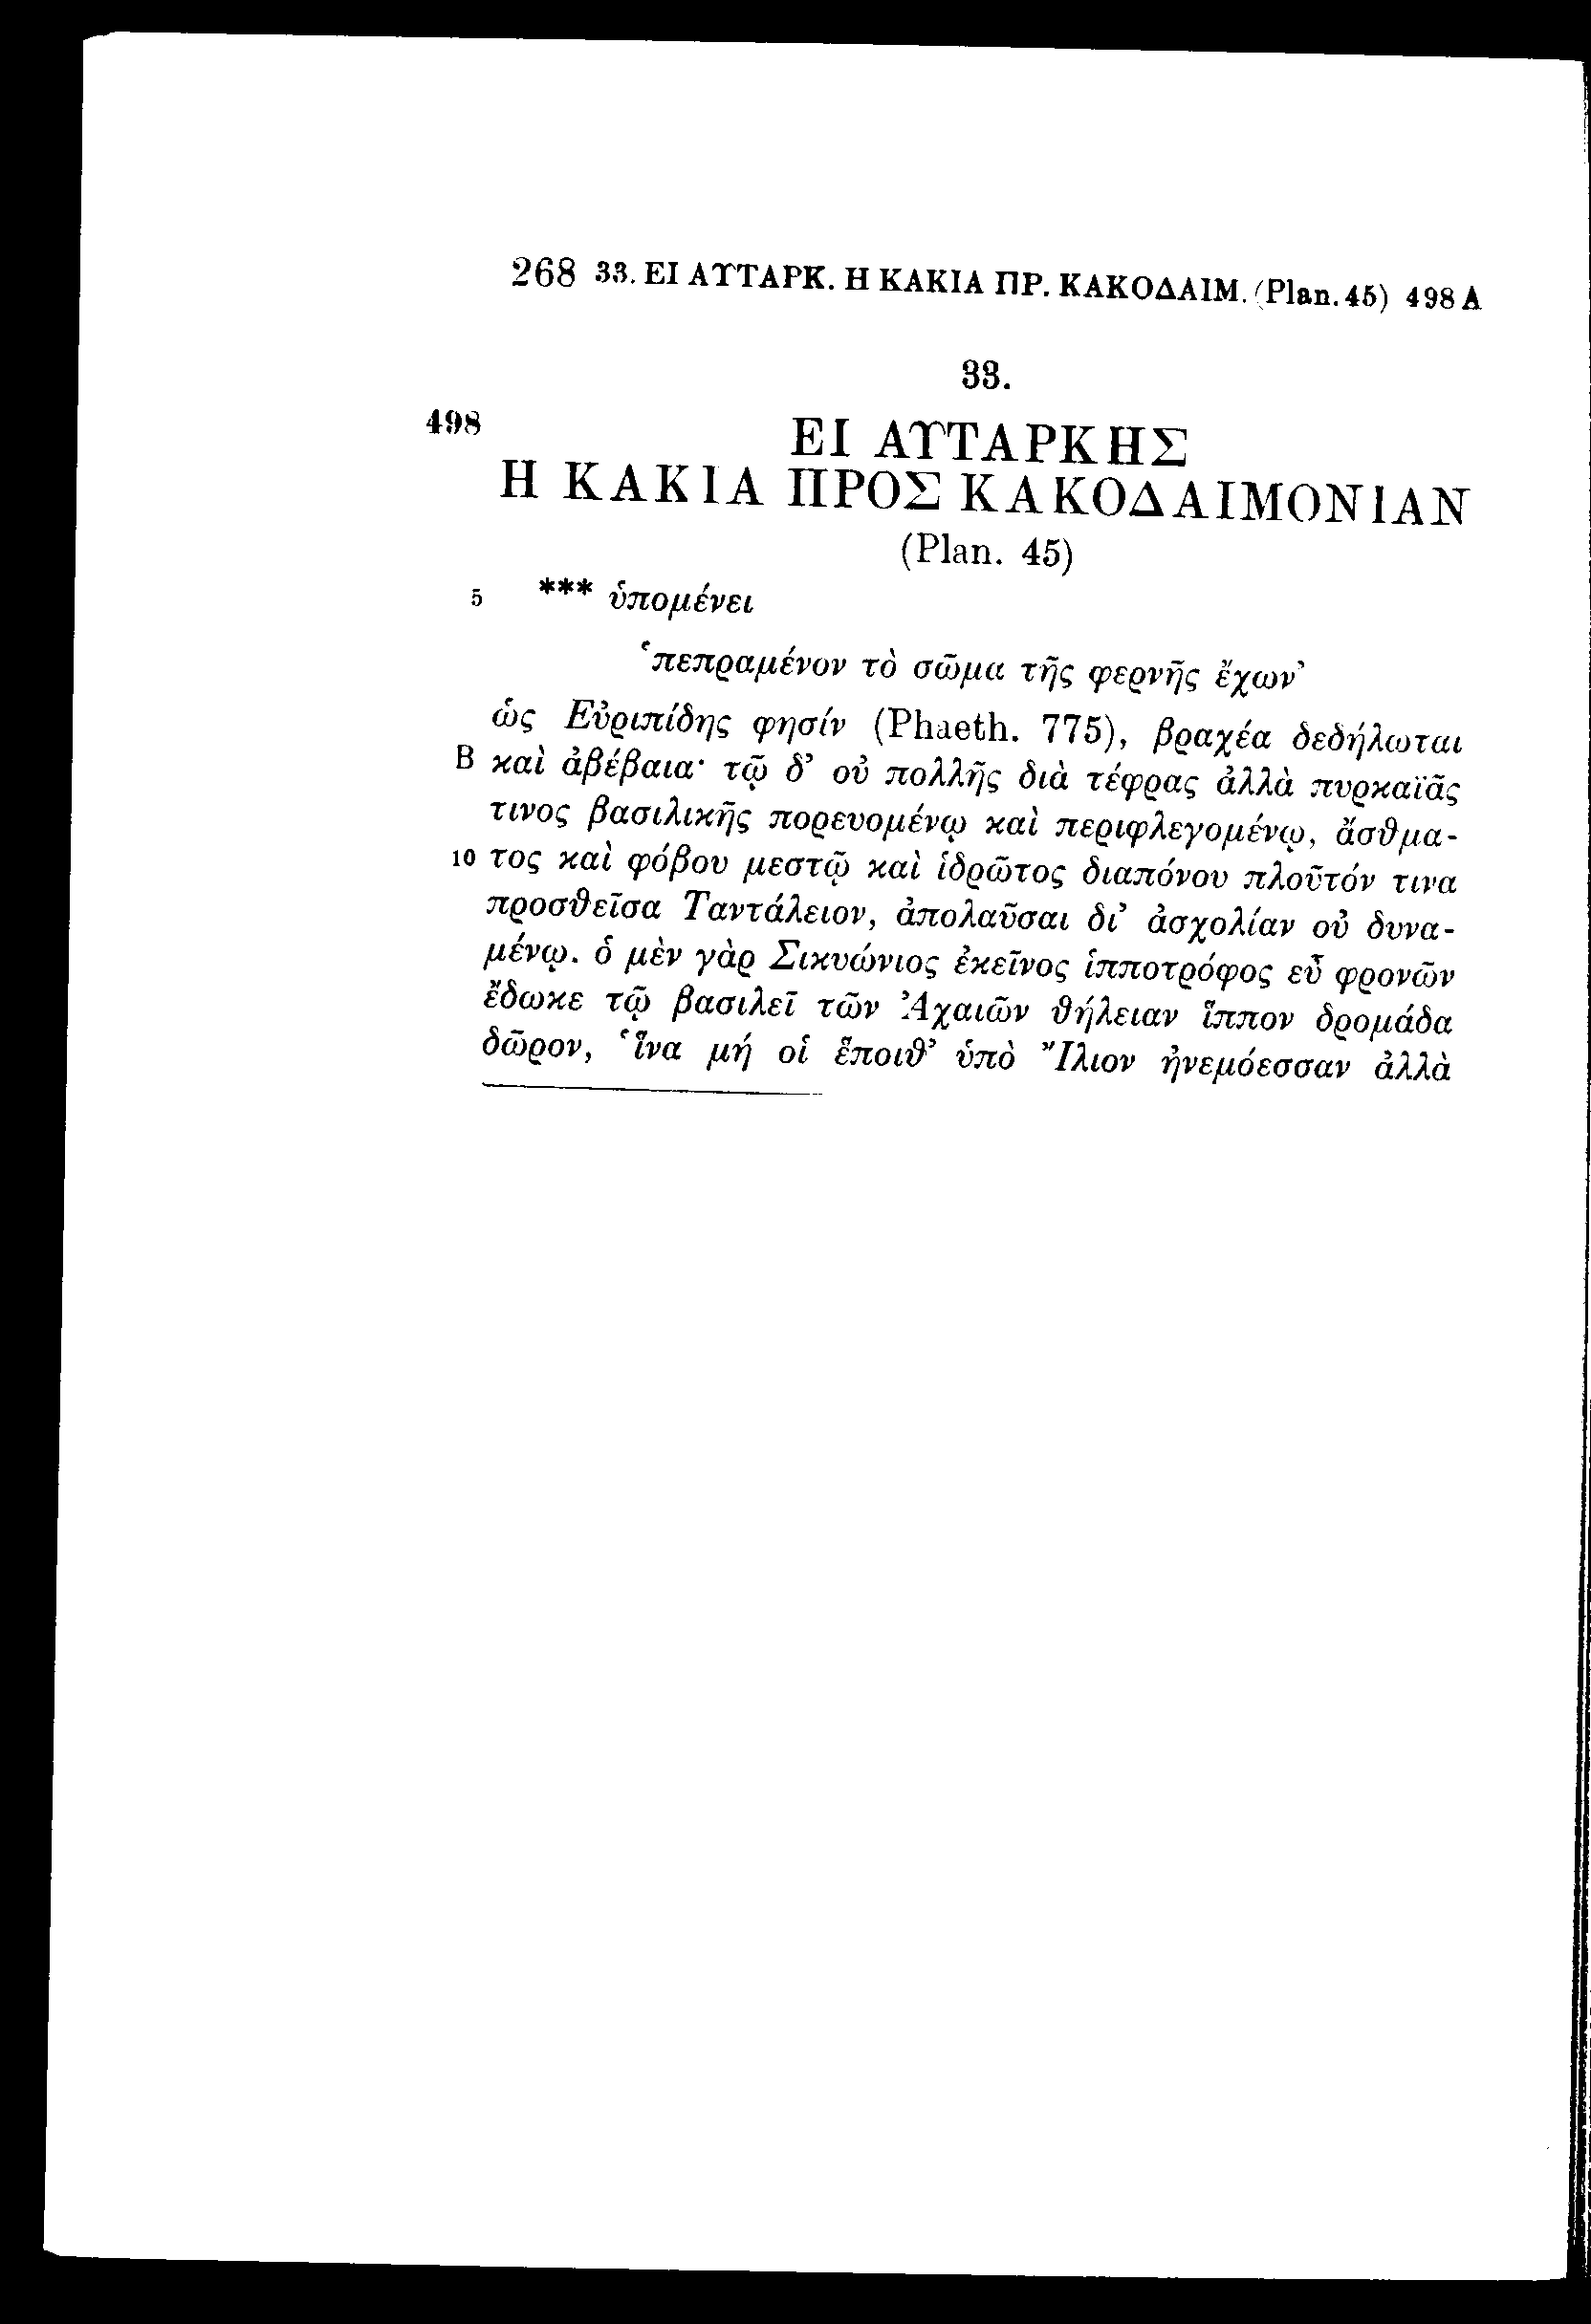 268 33. ΕΙ ΑΥΤΑΡΚ. Η ΚΑΚΙΑ ΠΡ. ΚΑΚΟΔΑΙΜ. (Plan. 45) 498 A
33.
498 ΕΙ ΑΥΤΑΡΚΗΣ
Η ΚΑΚΙΑ ΠΡΟΣ ΚΑΚΟΔΑΙΜΟΝΙΑΝ
(Plan. 45)
5 *** ὑπομένει
‘πεπραμένον τὸ σῶμα τῆς φερνῆς ἔχων’
ὡς Εὐριπίδης φησίν (Phaeth. 775), βραχέα δεδήλωται
B καὶ ἀβέβαια· τῷ δ’ οὐ πολλῆς διὰ τέφρας ἀλλὰ πυρκαϊᾶς
τινος βασιλικῆς πορευομένῳ καὶ περιφλεγομένῳ, ἄσθμα-
10 τος καὶ φόβου μεστῷ καὶ ἱδρῶτος διαπόνου πλοῦτόν τινα
προσθεῖσα Ταντάλειον, ἀπολαῦσαι δι’ ἀσχολίαν οὐ δυνα-
μένῳ. ὁ μὲν γὰρ Σικυώνιος ἐκεῖνος ἱπποτρόφος εὖ φρονῶν
ἔδωκε τῷ βασιλεῖ τῶν Ἀχαιῶν θήλειαν ἵππον δρομάδα
δῶρον, ‘ἵνα μή οἱ ἕποιθ’ ὑπὸ Ἴλιον ἠνεμόεσσαν ἀλλὰ